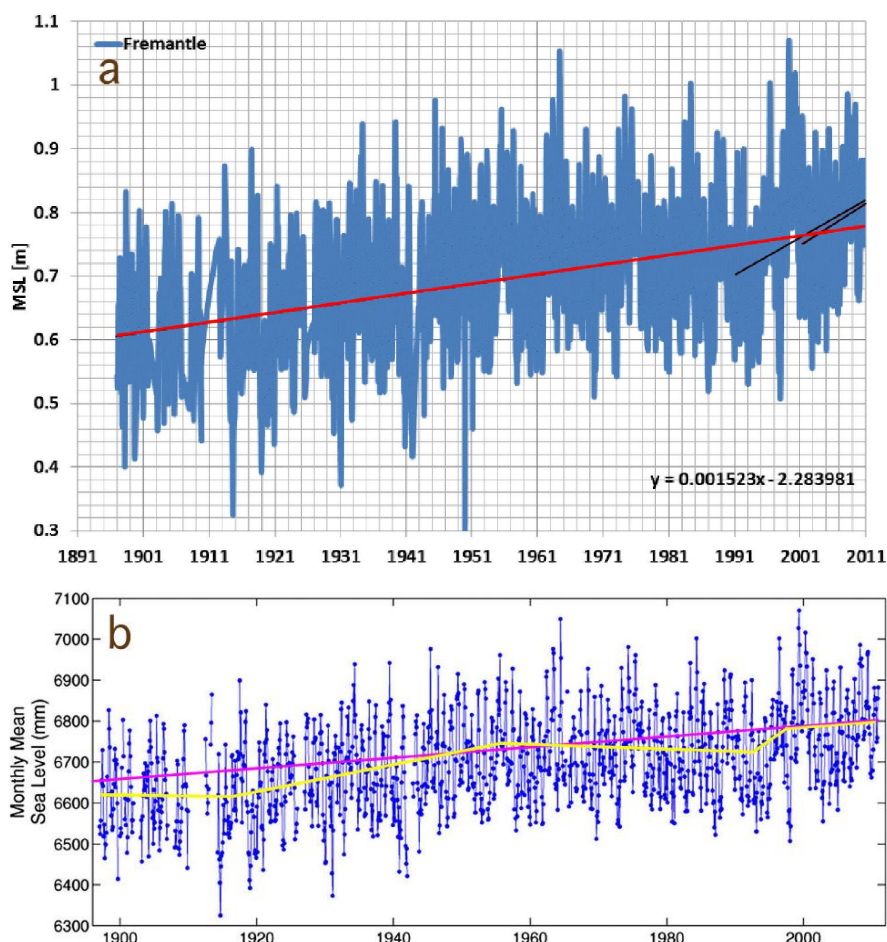 1.1
Fremantle
a
1
0.9
0.8
0.7
0.6
0.5
0.4
0.3
MSL [m]
y = 0.001523x - 2.283981
1891 1901 1911 1921 1931 1941 1951 1961 1971 1981 1991 2001 2011
b
7100
7000
6900
6800
6700
6600
6500
6400
6300
Monthly Mean
Sea Level (mm)
1900 1920 1940 1960 1980 2000